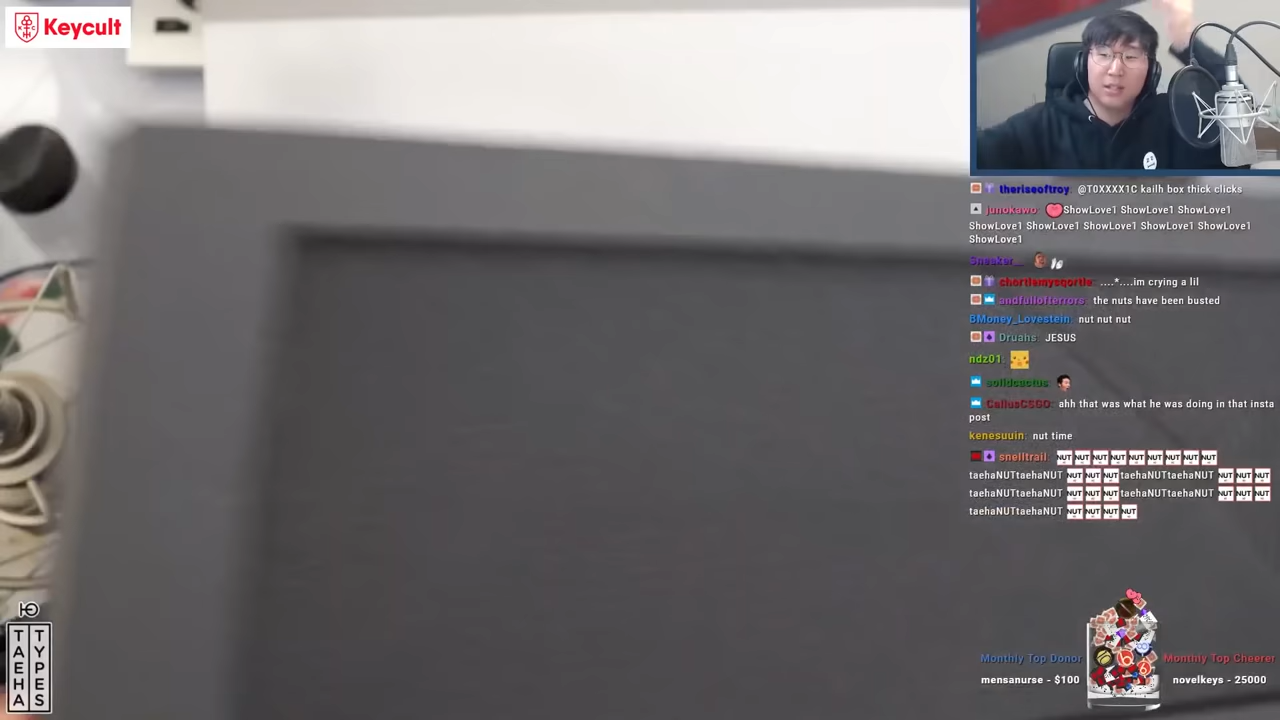 Keycult
theriseoftroy: @T0XXXX1C kailh box thick clicks
junokawo: ShowLove1 ShowLove1 ShowLove1
ShowLove1 ShowLove1 ShowLove1 ShowLove1 ShowLove1
ShowLove1
Sneaker__:
chortlemysqortle: ....*....im crying a lil
andfullofterrors: the nuts have been busted
BMoney_Lovestein: nut nut nut
Druahs: JESUS
ndz01:
solidcactus:
CallusCSGO: ahh that was what he was doing in that insta
post
kenesuuin: nut time
snelltrail: NUT NUT NUT NUT NUT NUT NUT NUT NUT
taehaNUTtaehaNUT NUT NUT NUT taehaNUTtaehaNUT NUT NUT NUT
taehaNUTtaehaNUT NUT NUT NUT taehaNUTtaehaNUT NUT NUT NUT
taehaNUTtaehaNUT NUT NUT NUT NUT
TAEHA
TYPES
Monthly Top Donor
mensanurse - $100
Monthly Top Cheerer
novelkeys - 25000